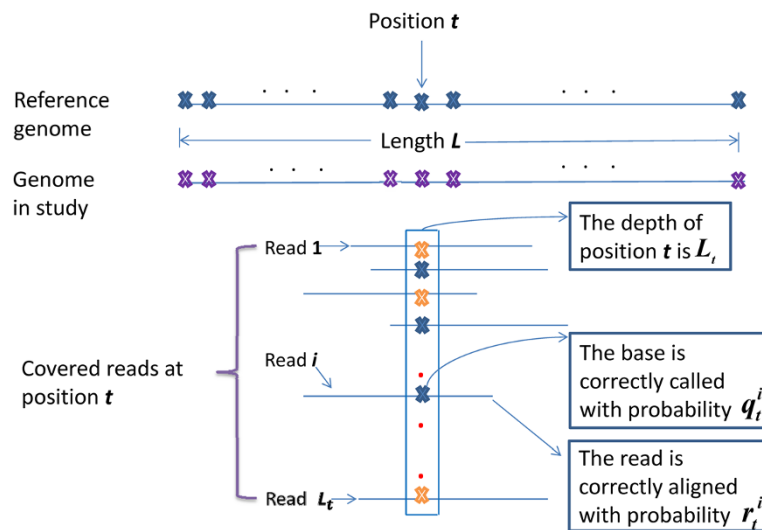 Position t
Reference
genome
Length L
Genome
in study
The depth of
position t is L_t
Read 1
Covered reads at
position t
Read i
The base is
correctly called
with probability q_t^i
The read is
correctly aligned
with probability r_t^i
Read L_t